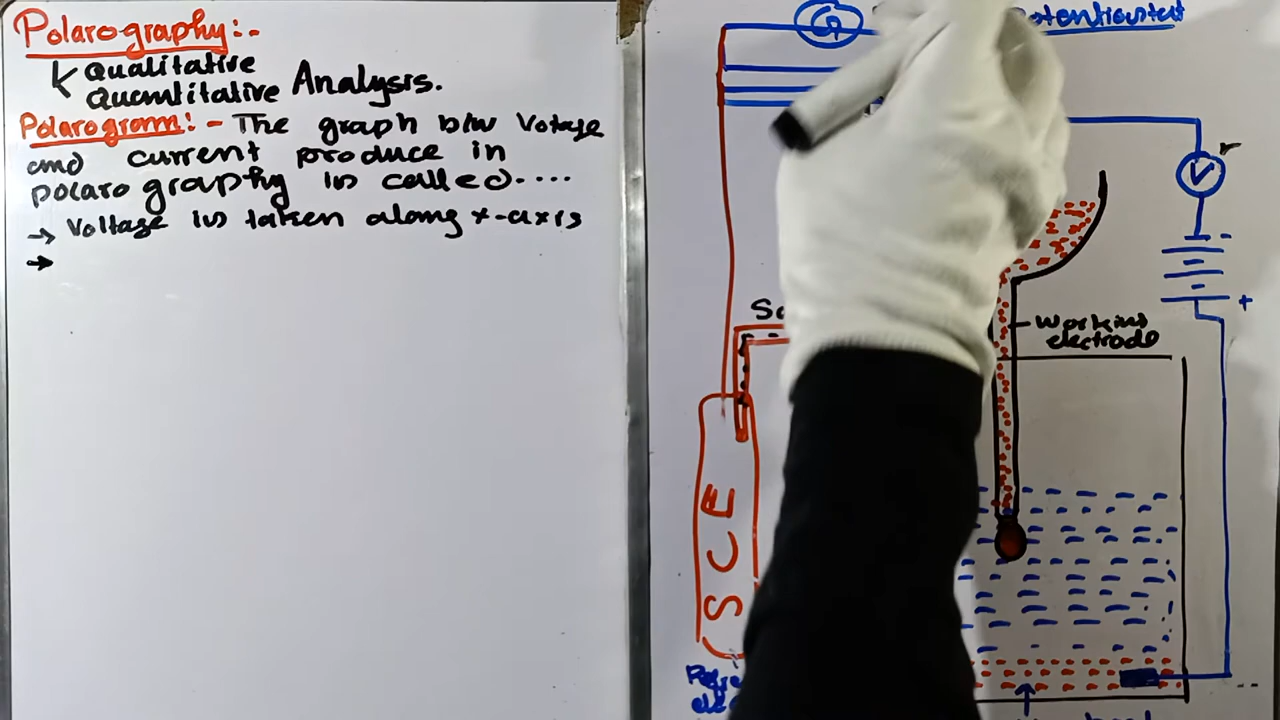 Polarography:-
Qualitative
Quantitative Analysis.
Polarogram:- The graph b/w Voltage
and current produce in
polarography is called....
→ Voltage is taken along x-axis
→
G
V
-
+
Working
electrode
SCE